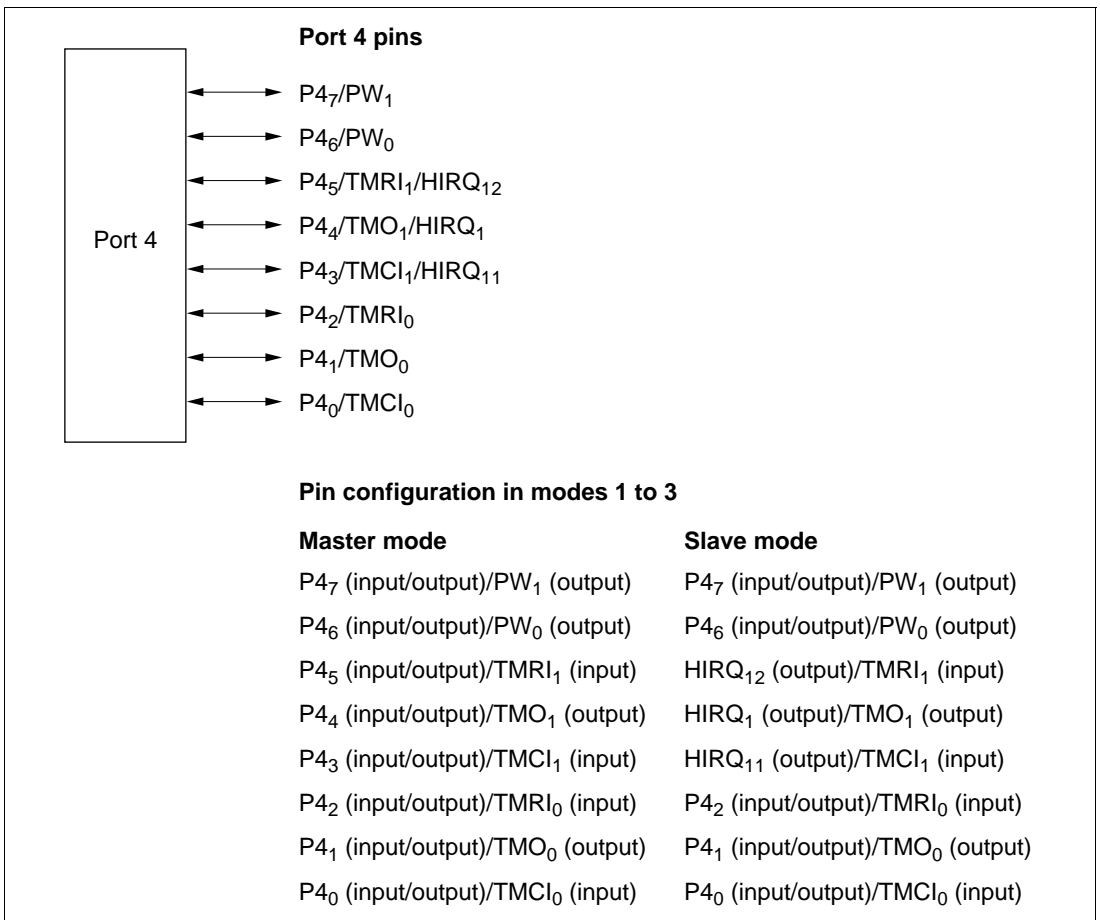 Port 4 pins
P4₇/PW₁
P4₆/PW₀
P4₅/TMRI₁/HIRQ₁₂
P4₄/TMO₁/HIRQ₁
Port 4
P4₃/TMCI₁/HIRQ₁₁
P4₂/TMRI₀
P4₁/TMO₀
P4₀/TMCI₀
Pin configuration in modes 1 to 3
Master mode Slave mode
P4₇ (input/output)/PW₁ (output) P4₇ (input/output)/PW₁ (output)
P4₆ (input/output)/PW₀ (output) P4₆ (input/output)/PW₀ (output)
P4₅ (input/output)/TMRI₁ (input) HIRQ₁₂ (output)/TMRI₁ (input)
P4₄ (input/output)/TMO₁ (output) HIRQ₁ (output)/TMO₁ (output)
P4₃ (input/output)/TMCI₁ (input) HIRQ₁₁ (output)/TMCI₁ (input)
P4₂ (input/output)/TMRI₀ (input) P4₂ (input/output)/TMRI₀ (input)
P4₁ (input/output)/TMO₀ (output) P4₁ (input/output)/TMO₀ (output)
P4₀ (input/output)/TMCI₀ (input) P4₀ (input/output)/TMCI₀ (input)